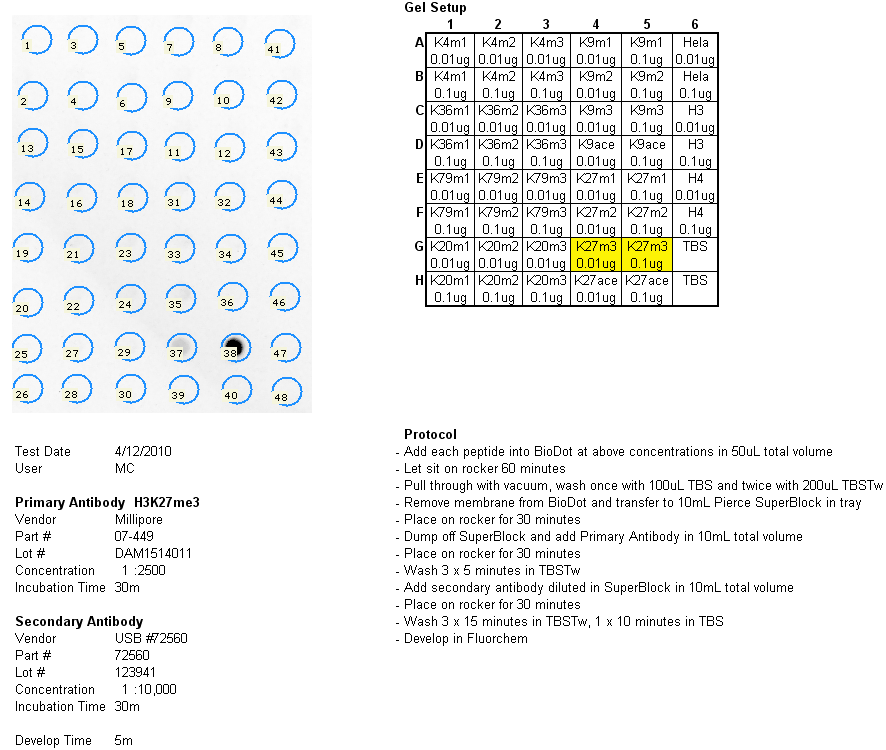 1 3 5 7 8 41
2 4 6 9 10 42
13 15 17 11 12 43
14 16 18 31 32 44
19 21 23 33 34 45
20 22 24 35 36 46
25 27 29 37 38 47
26 28 30 39 40 48
Gel Setup
1 2 3 4 5 6
A K4m1 K4m2 K4m3 K9m1 K9m1 Hela
0.01ug 0.01ug 0.01ug 0.01ug 0.1ug 0.01ug
B K4m1 K4m2 K4m3 K9m2 K9m2 Hela
0.1ug 0.1ug 0.1ug 0.01ug 0.1ug 0.1ug
C K36m1 K36m2 K36m3 K9m3 K9m3 H3
0.01ug 0.01ug 0.01ug 0.01ug 0.1ug 0.01ug
D K36m1 K36m2 K36m3 K9ace K9ace H3
0.1ug 0.1ug 0.1ug 0.01ug 0.1ug 0.1ug
E K79m1 K79m2 K79m3 K27m1 K27m1 H4
0.01ug 0.01ug 0.01ug 0.01ug 0.1ug 0.01ug
F K79m1 K79m2 K79m3 K27m2 K27m2 H4
0.1ug 0.1ug 0.1ug 0.01ug 0.1ug 0.1ug
G K20m1 K20m2 K20m3 K27m3 K27m3 TBS
0.01ug 0.01ug 0.01ug 0.01ug 0.1ug
H K20m1 K20m2 K20m3 K27ace K27ace TBS
0.1ug 0.1ug 0.1ug 0.01ug 0.1ug
Test Date 4/12/2010
User MC
Primary Antibody H3K27me3
Vendor Millipore
Part # 07-449
Lot # DAM1514011
Concentration 1 :2500
Incubation Time 30m
Secondary Antibody
Vendor USB #72560
Part # 72560
Lot # 123941
Concentration 1 :10,000
Incubation Time 30m
Develop Time 5m
Protocol
- Add each peptide into BioDot at above concentrations in 50uL total volume
- Let sit on rocker 60 minutes
- Pull through with vacuum, wash once with 100uL TBS and twice with 200uL TBSTw
- Remove membrane from BioDot and transfer to 10mL Pierce SuperBlock in tray
- Place on rocker for 30 minutes
- Dump off SuperBlock and add Primary Antibody in 10mL total volume
- Place on rocker for 30 minutes
- Wash 3 x 5 minutes in TBSTw
- Add secondary antibody diluted in SuperBlock in 10mL total volume
- Place on rocker for 30 minutes
- Wash 3 x 15 minutes in TBSTw, 1 x 10 minutes in TBS
- Develop in Fluorchem